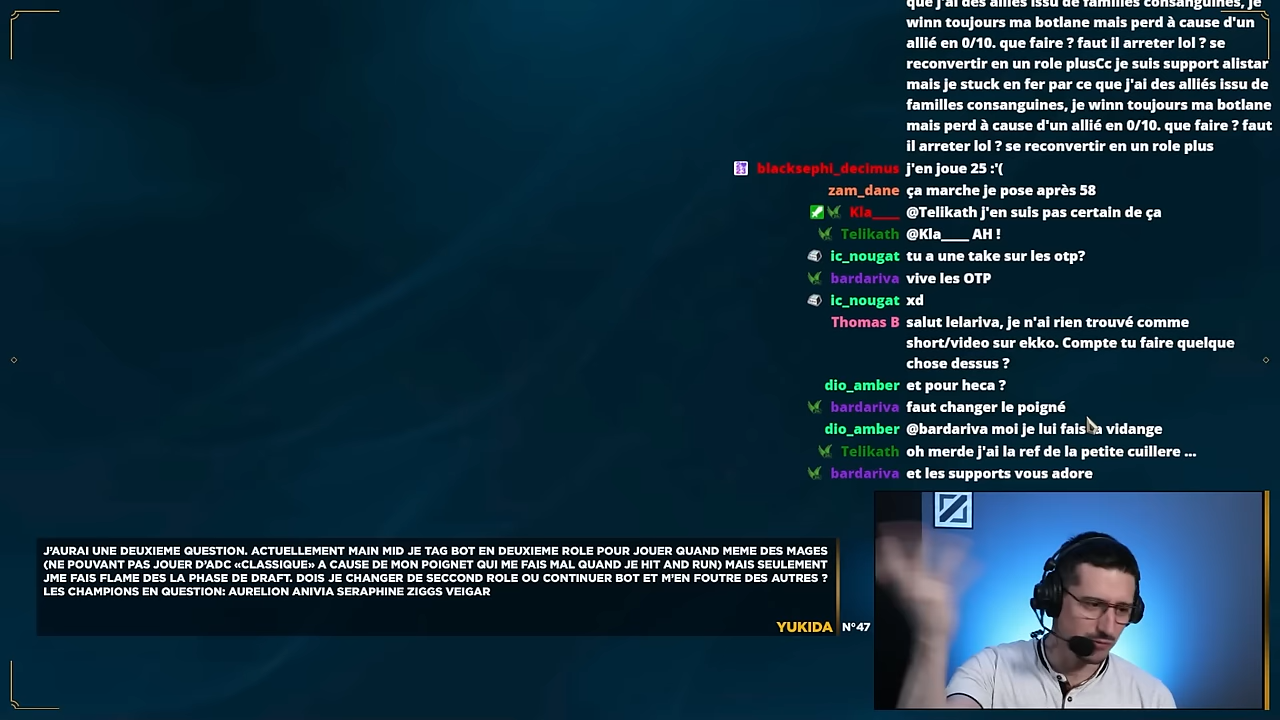 que j'ai des alliés issu de familles consanguines, je
winn toujours ma botlane mais perd à cause d'un
allié en 0/10. que faire ? faut il arreter lol ? se
reconvertir en un role plusCc je suis support alistar
mais je stuck en fer par ce que j'ai des alliés issu de
familles consanguines, je winn toujours ma botlane
mais perd à cause d'un allié en 0/10. que faire ? faut
il arreter lol ? se reconvertir en un role plus
blacksephi_decimus j'en joue 25 :'(
zam_dane ça marche je pose après 58
Kla____ @Telikath j'en suis pas certain de ça
Telikath @Kla____ AH !
ic_nougat tu a une take sur les otp?
bardariva vive les OTP
ic_nougat xd
Thomas B salut lelariva, je n'ai rien trouvé comme
short/video sur ekko. Compte tu faire quelque
chose dessus ?
dio_amber et pour heca ?
bardariva faut changer le poigné
dio_amber @bardariva moi je lui fais la vidange
Telikath oh merde j'ai la ref de la petite cuillere ...
bardariva et les supports vous adore
J'AURAI UNE DEUXIEME QUESTION. ACTUELLEMENT MAIN MID JE TAG BOT EN DEUXIEME ROLE POUR JOUER QUAND MEME DES MAGES
(NE POUVANT PAS JOUER D'ADC «CLASSIQUE» A CAUSE DE MON POIGNET QUI ME FAIS MAL QUAND JE HIT AND RUN) MAIS SEULEMENT
JME FAIS FLAME DES LA PHASE DE DRAFT. DOIS JE CHANGER DE SECCOND ROLE OU CONTINUER BOT ET M'EN FOUTRE DES AUTRES ?
LES CHAMPIONS EN QUESTION: AURELION ANIVIA SERAPHINE ZIGGS VEIGAR
YUKIDA N°47